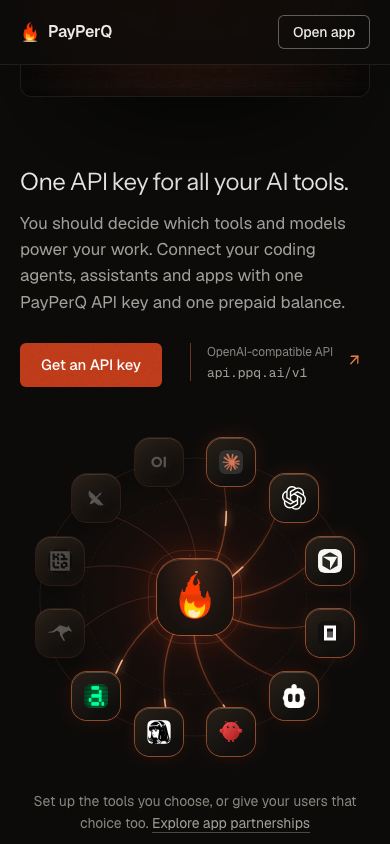 PayPerQ
Open app
One API key for all your AI tools.
You should decide which tools and models
power your work. Connect your coding
agents, assistants and apps with one
PayPerQ API key and one prepaid balance.
Get an API key
OpenAI-compatible API
api.ppq.ai/v1
OI
KILO
a
Set up the tools you choose, or give your users that
choice too. Explore app partnerships